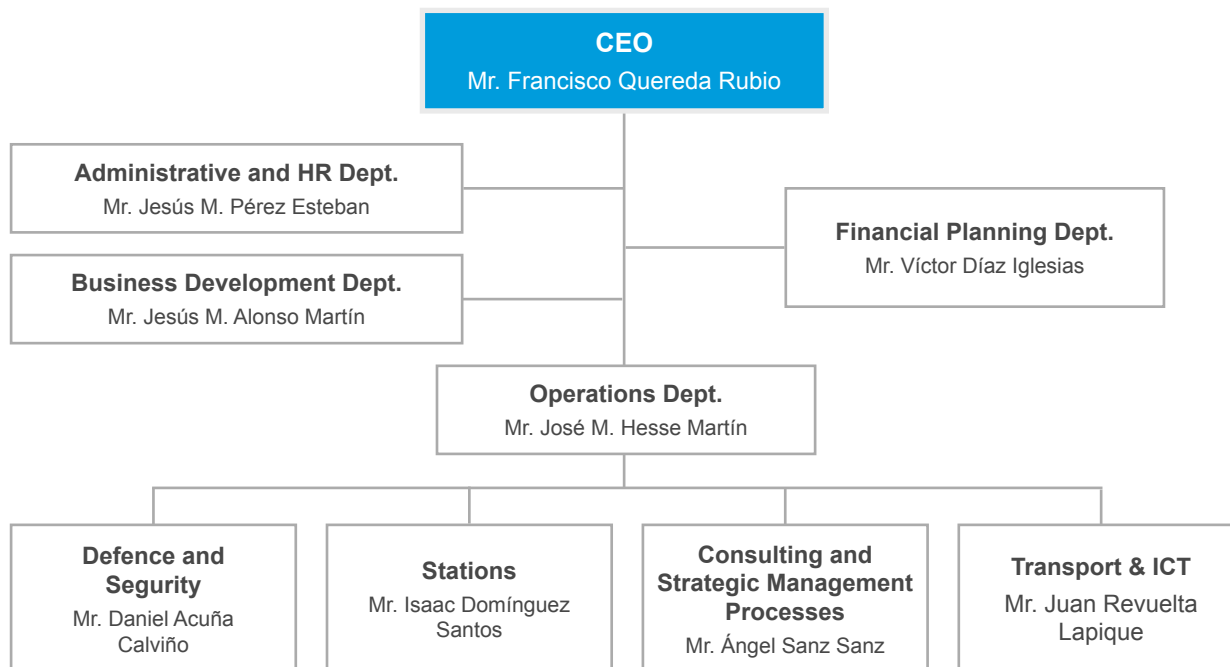 CEO
Mr. Francisco Quereda Rubio
Administrative and HR Dept.
Mr. Jesús M. Pérez Esteban
Financial Planning Dept.
Mr. Víctor Díaz Iglesias
Business Development Dept.
Mr. Jesús M. Alonso Martín
Operations Dept.
Mr. José M. Hesse Martín
Defence and
Segurity
Mr. Daniel Acuña
Calviño
Stations
Mr. Isaac Domínguez
Santos
Consulting and
Strategic Management
Processes
Mr. Ángel Sanz Sanz
Transport & ICT
Mr. Juan Revuelta
Lapique